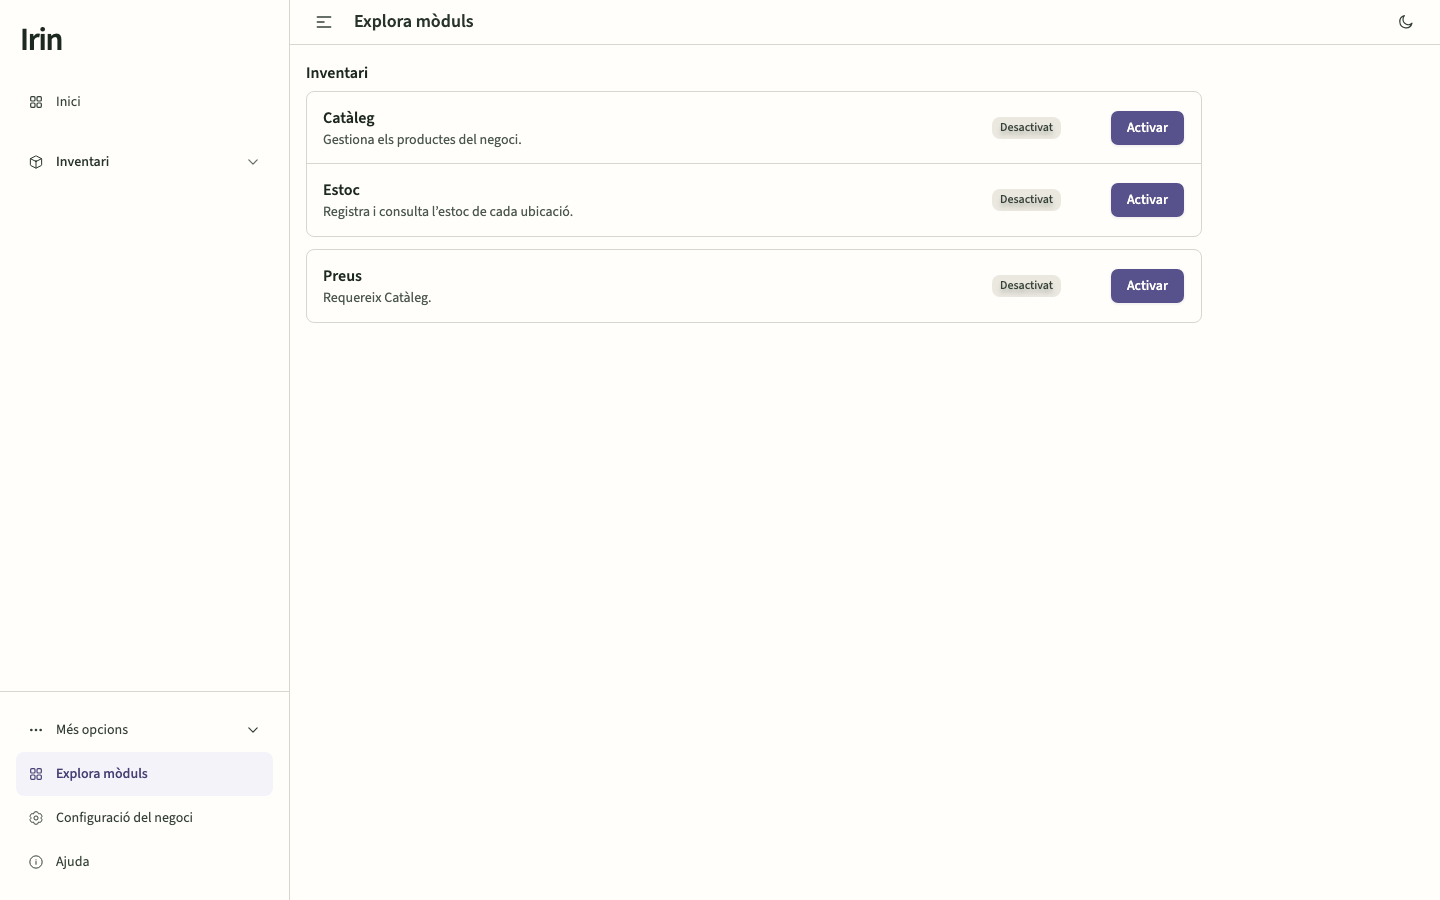 Irin
Inici
Inventari
Més opcions
Explora mòduls
Configuració del negoci
Ajuda
Explora mòduls
Inventari
Catàleg
Gestiona els productes del negoci.
Desactivat
Activar
Estoc
Registra i consulta l’estoc de cada ubicació.
Desactivat
Activar
Preus
Requereix Catàleg.
Desactivat
Activar